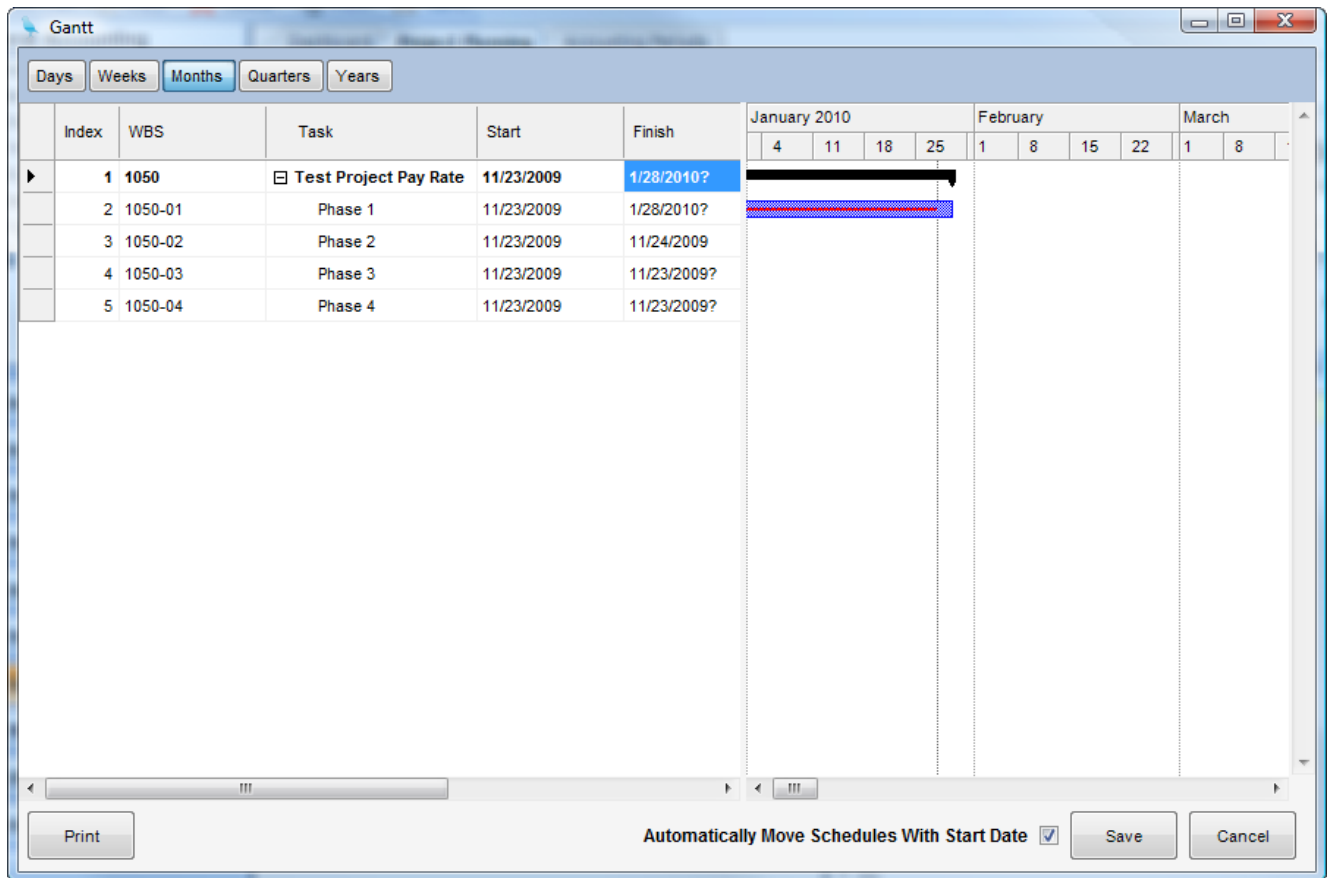 Gantt
Days Weeks Months Quarters Years
Index WBS Task Start Finish
January 2010 February March
4 11 18 25 1 8 15 22 1 8
1 1050 Test Project Pay Rate 11/23/2009 1/28/2010?
2 1050-01 Phase 1 11/23/2009 1/28/2010?
3 1050-02 Phase 2 11/23/2009 11/24/2009
4 1050-03 Phase 3 11/23/2009 11/23/2009?
5 1050-04 Phase 4 11/23/2009 11/23/2009?
Print Automatically Move Schedules With Start Date Save Cancel